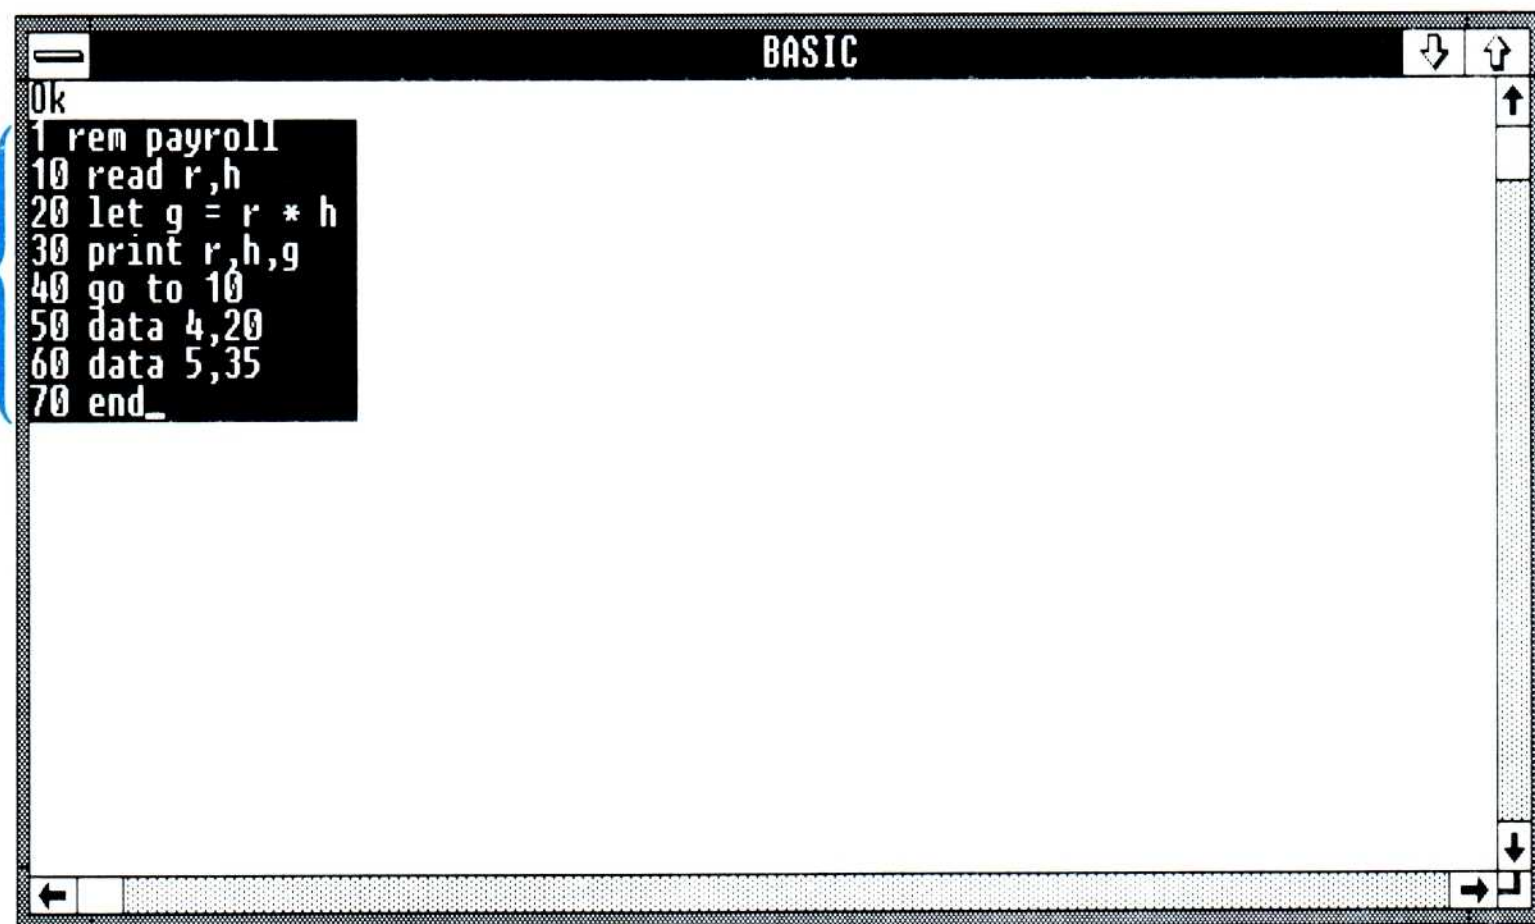 BASIC
Ok
1 rem payroll
10 read r,h
20 let g = r * h
30 print r,h,g
40 go to 10
50 data 4,20
60 data 5,35
70 end_